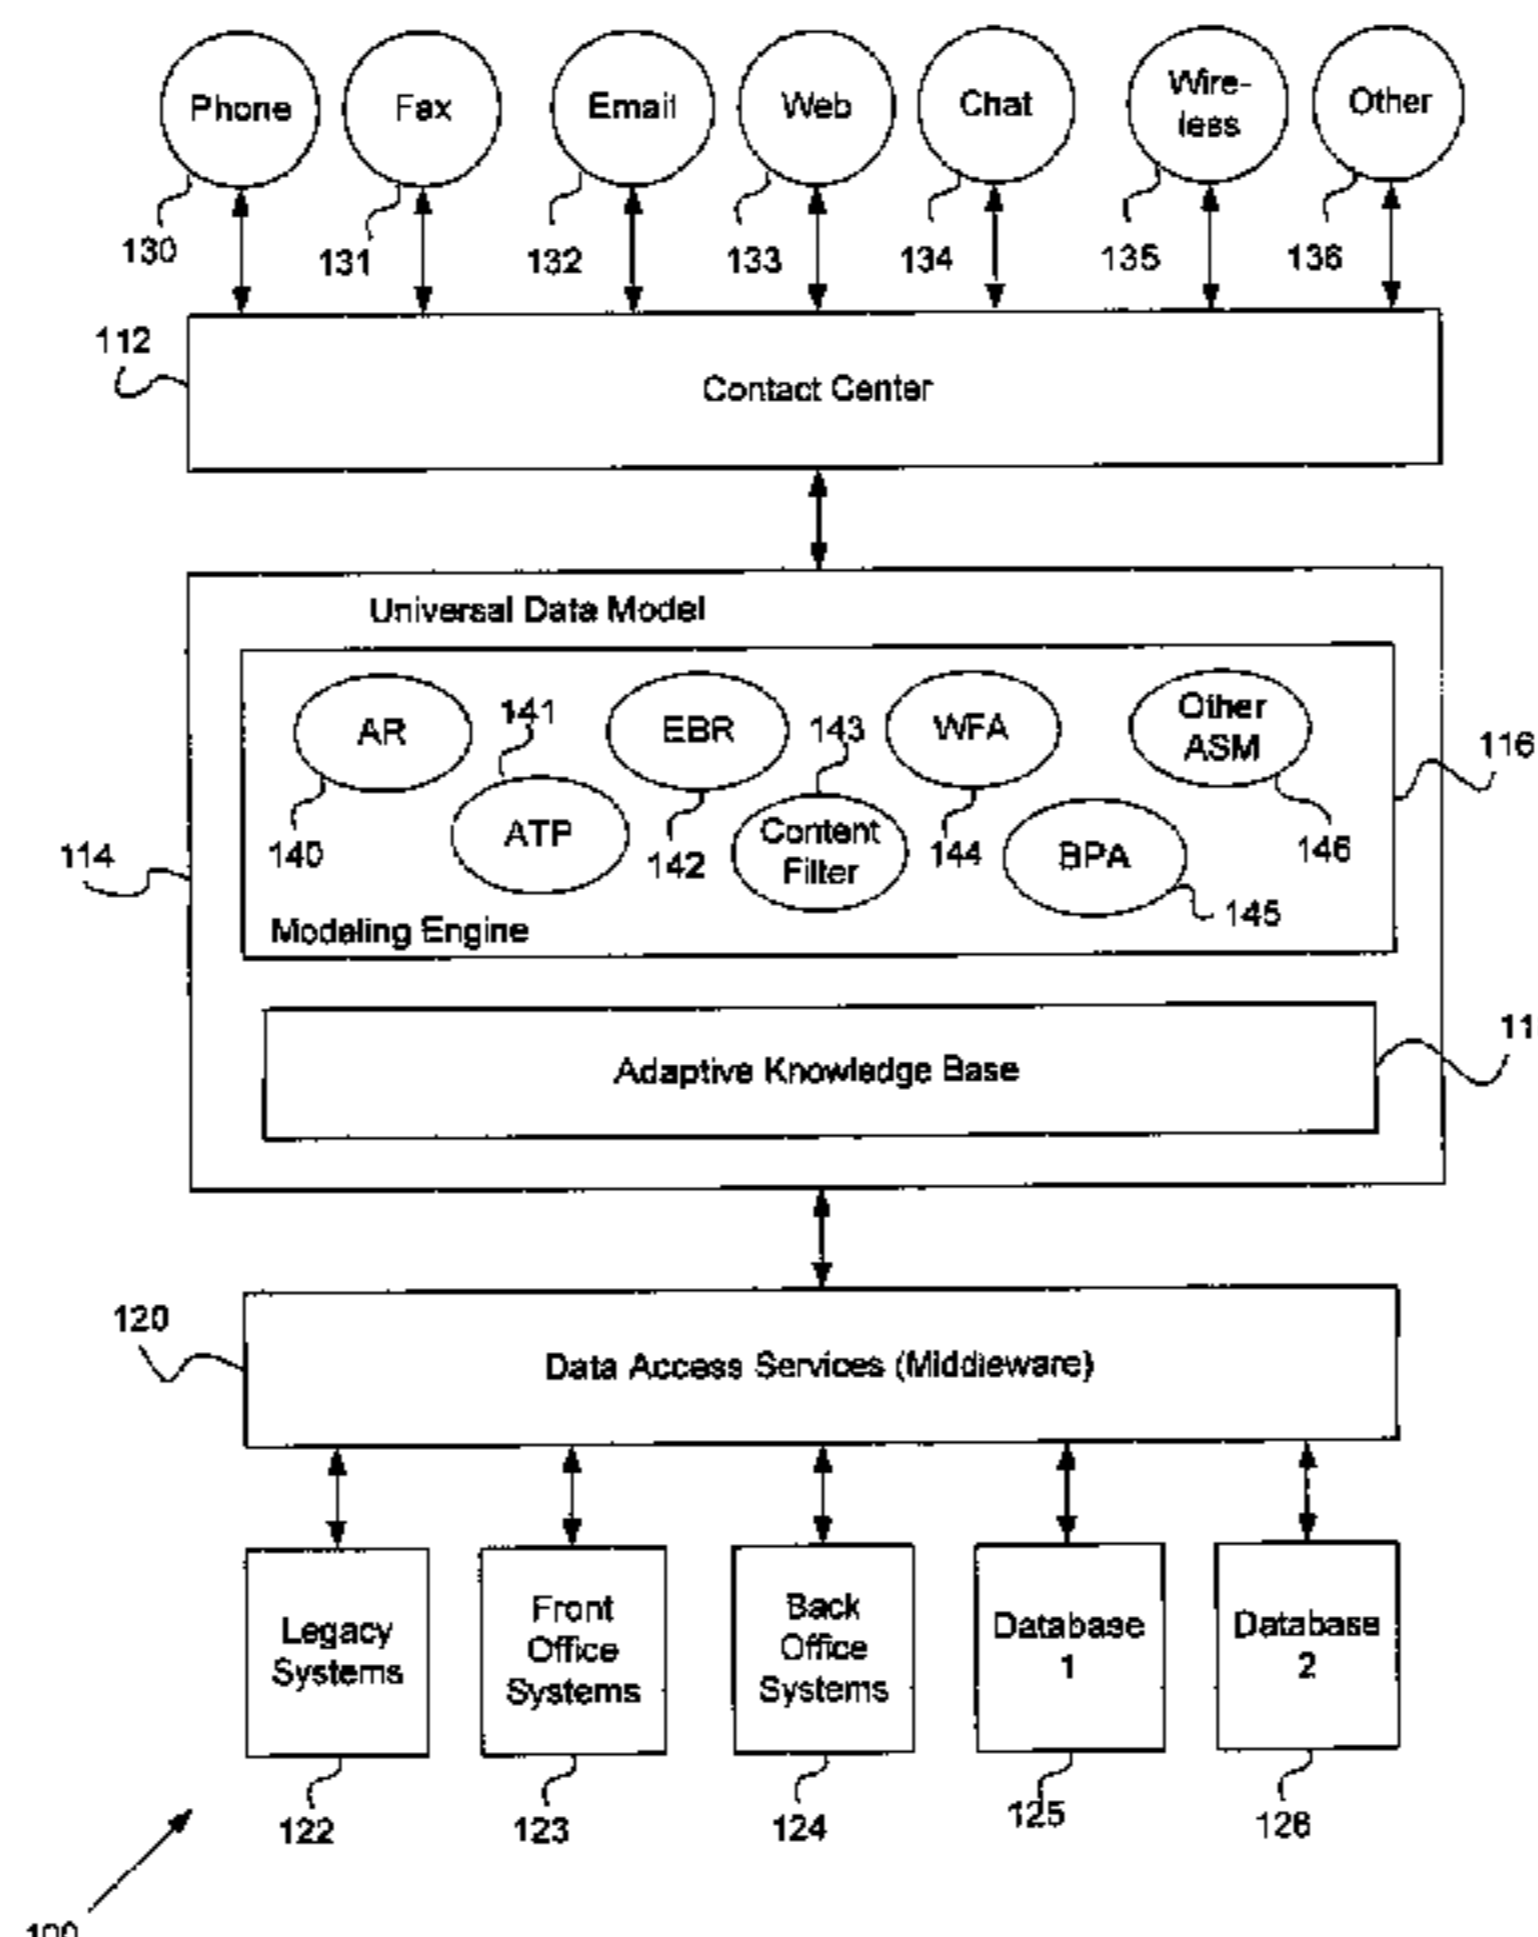 Phone
Fax
Email
Web
Chat
Wire-
less
Other
130
131
132
133
134
135
136
112
Contact Center
Universal Data Model
AR
141
EBR
143
WFA
Other
ASM
116
140
ATP
142
Content
Filter
144
BPA
146
114
145
Modeling Engine
11
Adaptive Knowledge Base
120
Data Access Services (Middleware)
Legacy
Systems
Front
Office
Systems
Back
Office
Systems
Database
1
Database
2
122
123
124
125
126
100